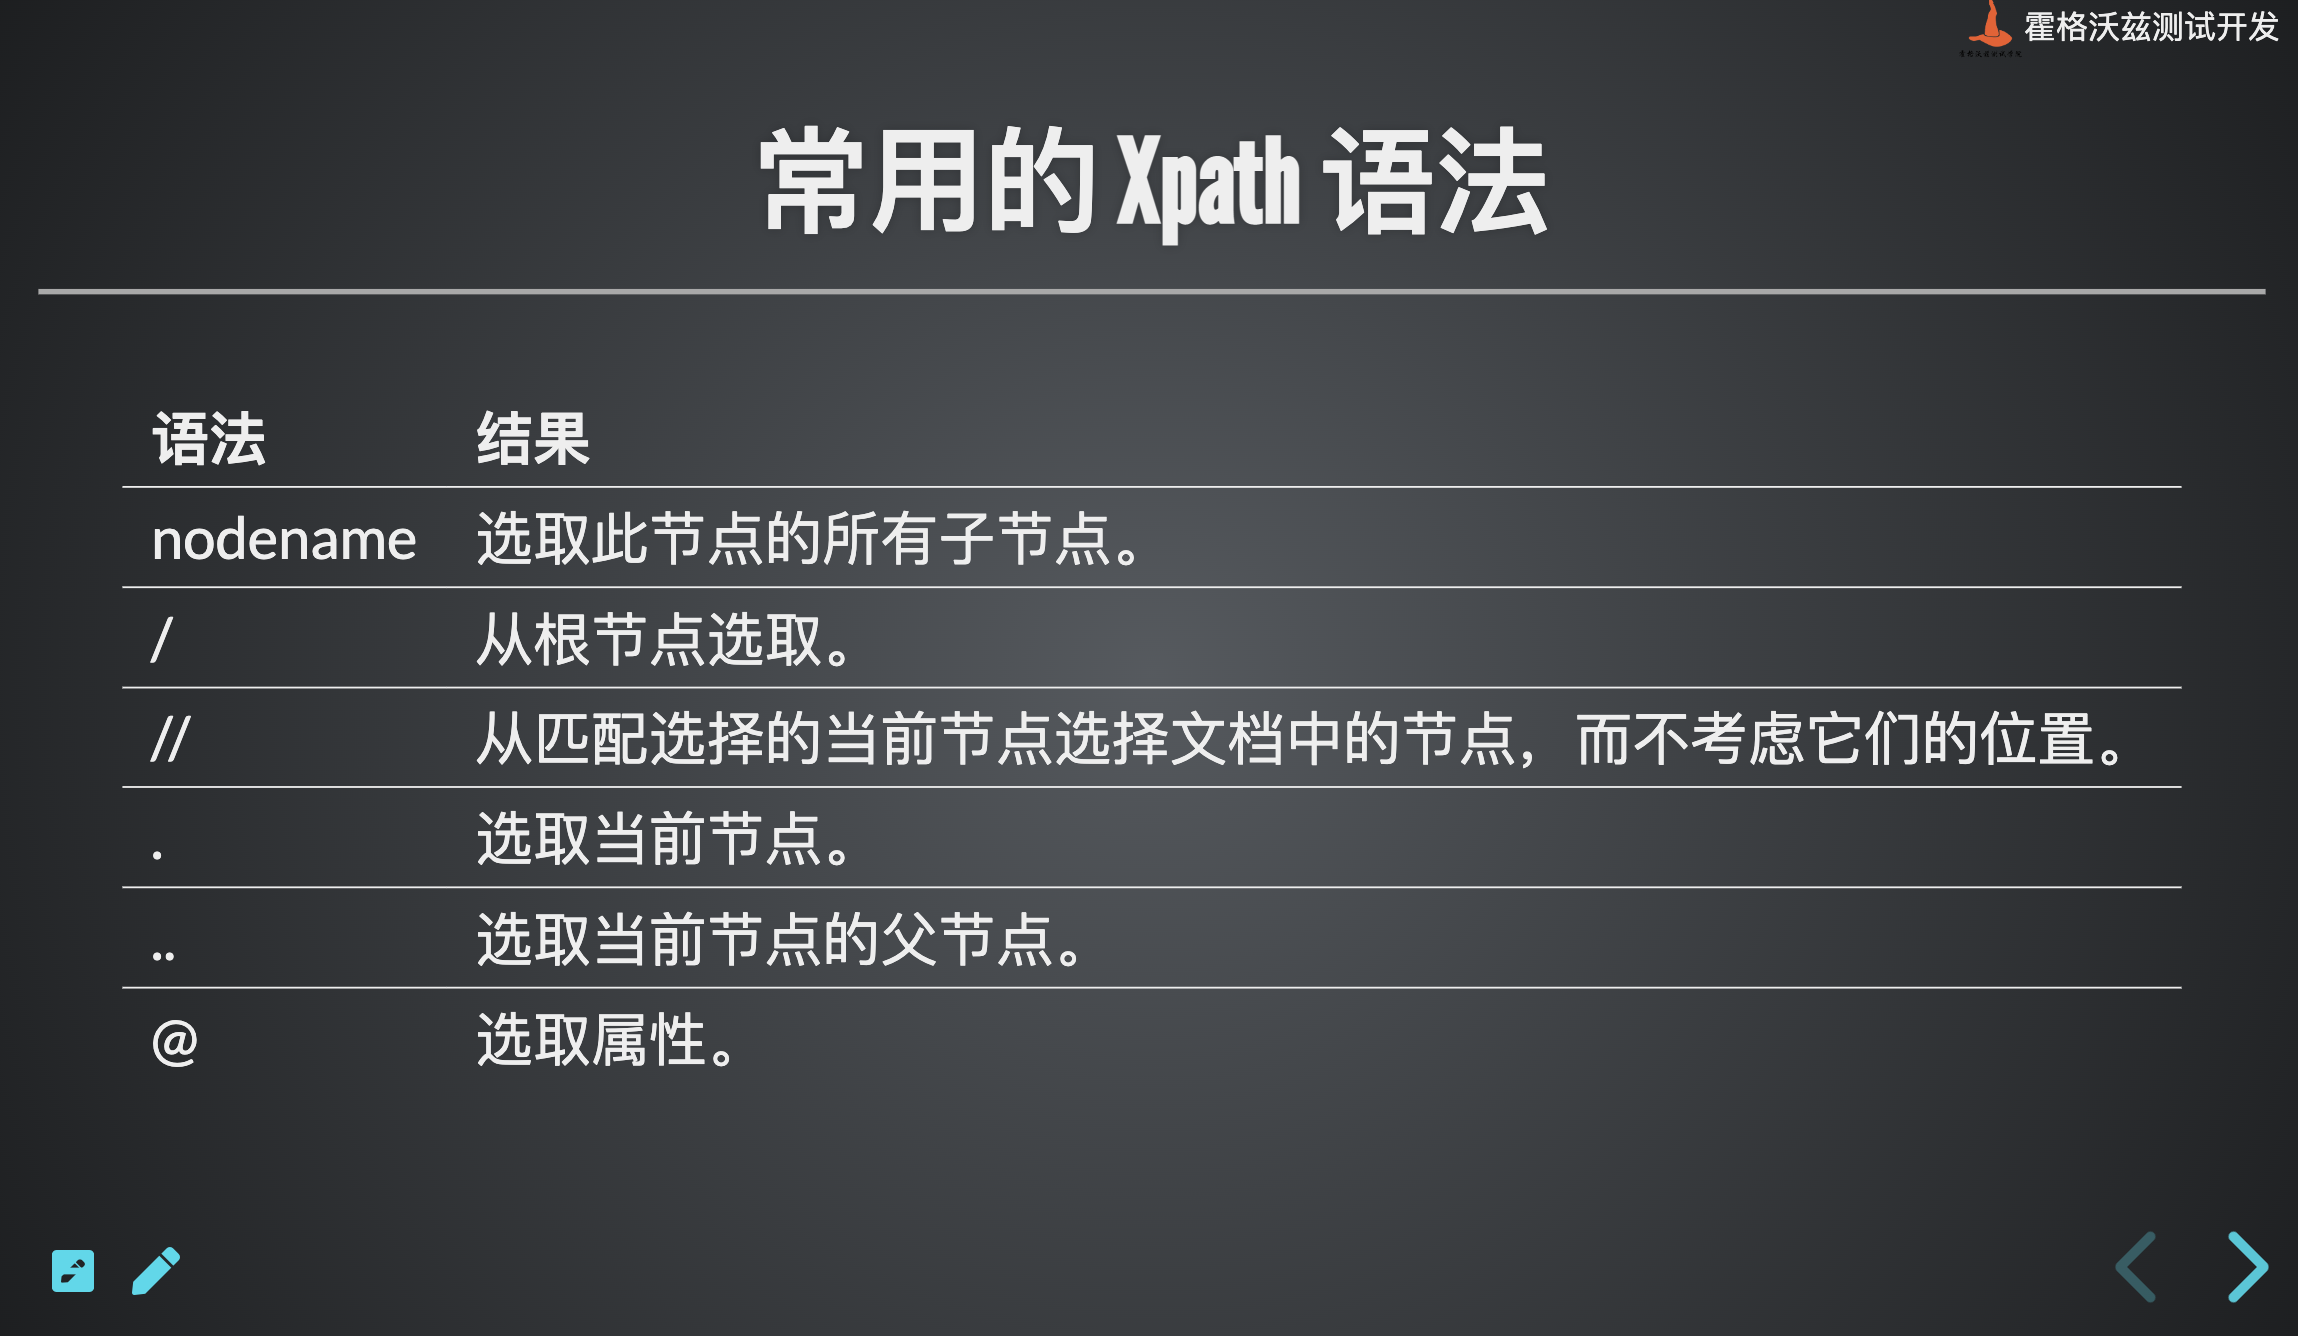 霍格沃兹测试开发
常用的 Xpath 语法
语法 结果
nodename 选取此节点的所有子节点。
/ 从根节点选取。
// 从匹配选择的当前节点选择文档中的节点，而不考虑它们的位置。
. 选取当前节点。
.. 选取当前节点的父节点。
@ 选取属性。